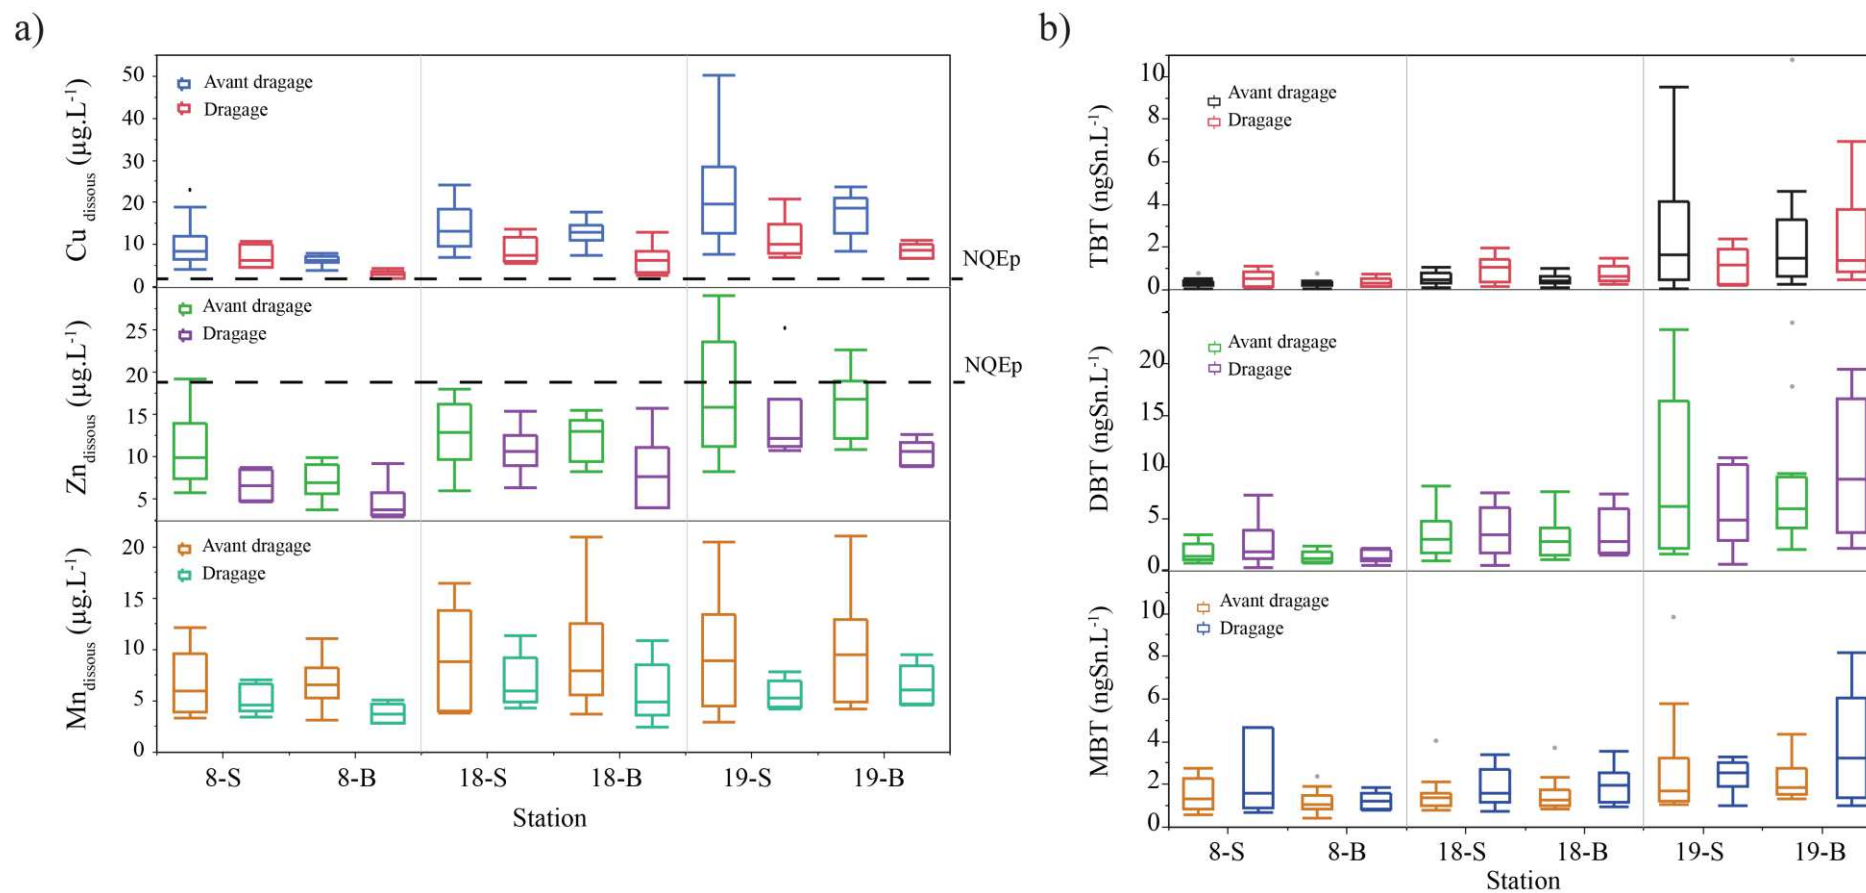 a)
Cu dissous (µg.L-1)
50
40
30
20
10
0
Avant dragage
Dragage
NQEp
Zn dissous (µg.L-1)
25
20
15
10
5
Avant dragage
Dragage
NQEp
Mn dissous (µg.L-1)
20
15
10
5
0
Avant dragage
Dragage
8-S 8-B 18-S 18-B 19-S 19-B
Station
b)
TBT (ngSn.L-1)
10
8
6
4
2
0
Avant dragage
Dragage
DBT (ngSn.L-1)
20
15
10
5
0
Avant dragage
Dragage
MBT (ngSn.L-1)
10
8
6
4
2
0
Avant dragage
Dragage
8-S 8-B 18-S 18-B 19-S 19-B
Station